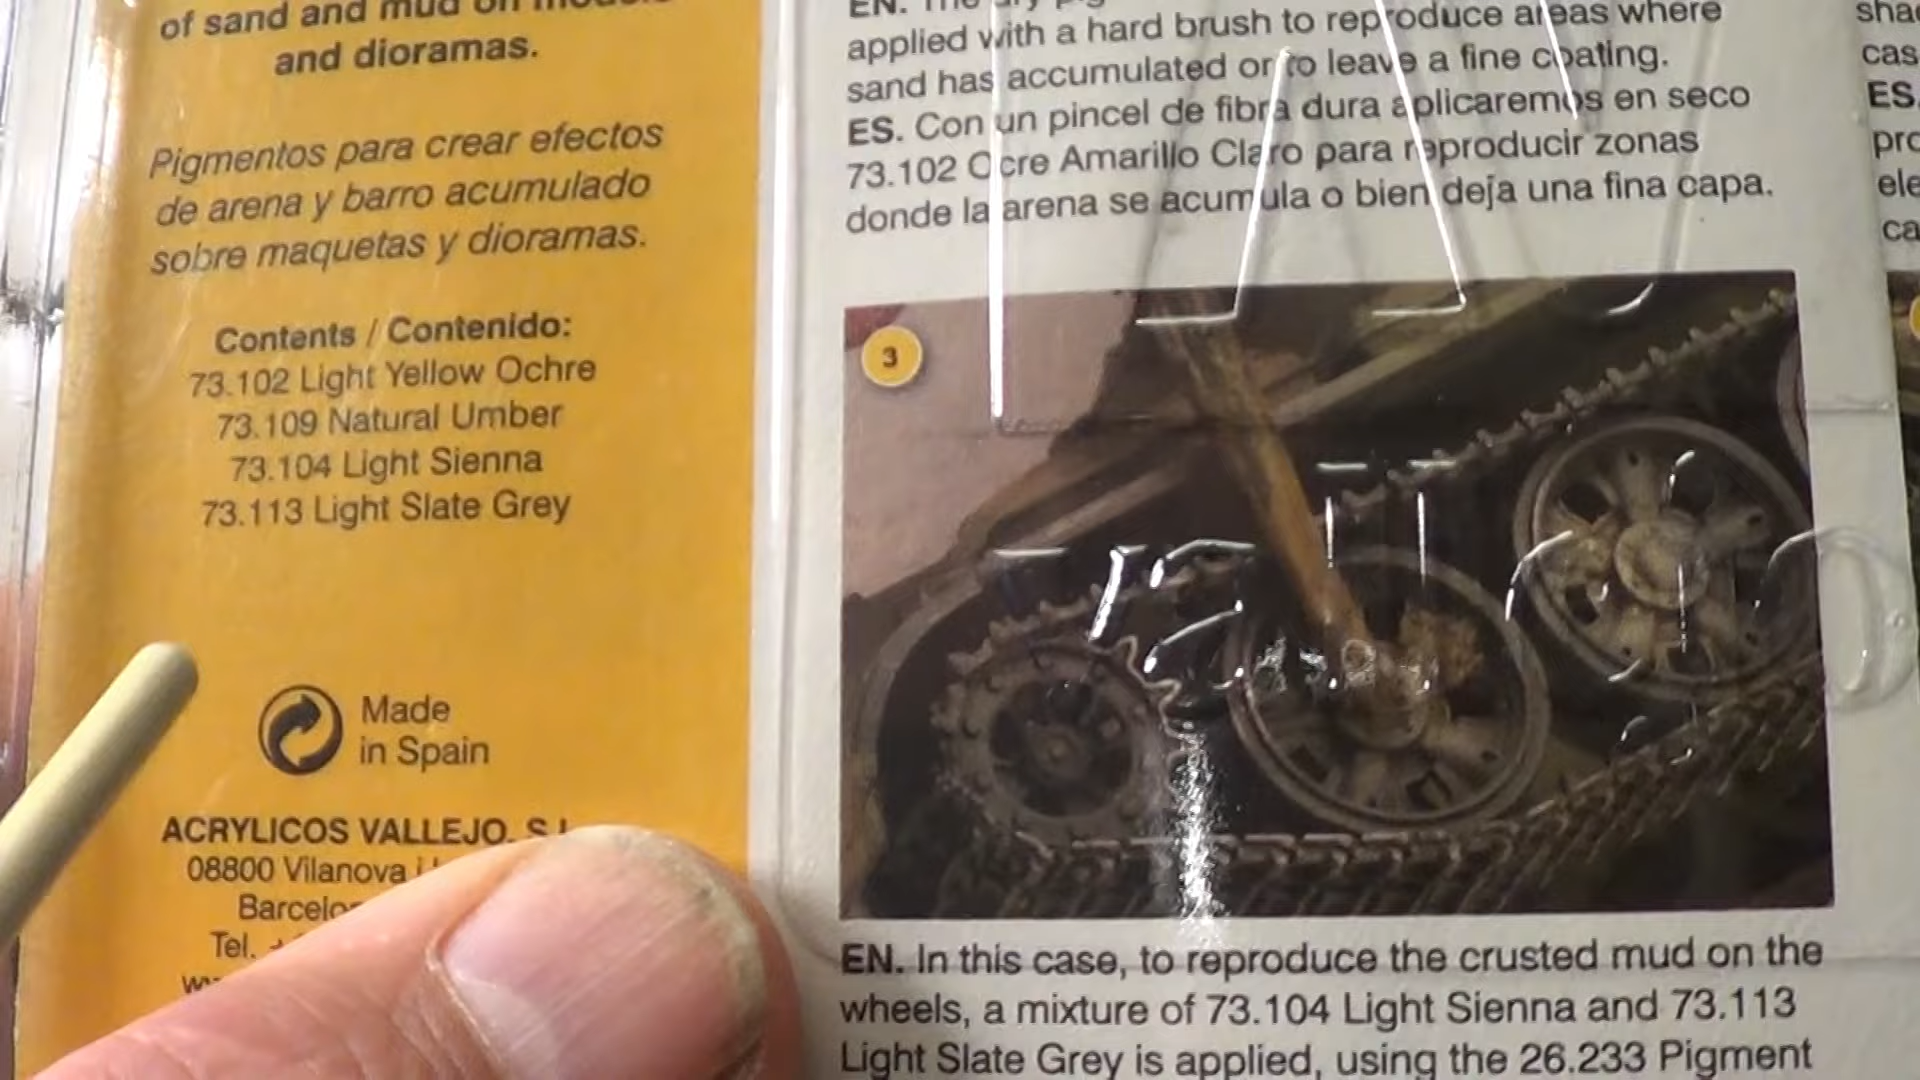 of sand and mud on models
and dioramas.
Pigmentos para crear efectos
de arena y barro acumulado
sobre maquetas y dioramas.
Contents / Contenido:
73.102 Light Yellow Ochre
73.109 Natural Umber
73.104 Light Sienna
73.113 Light Slate Grey
Made
in Spain
ACRYLICOS VALLEJO, S.L.
08800 Vilanova i
Tel.
EN. The dry
applied with a hard brush to reproduce areas where
sand has accumulated or to leave a fine coating.
ES. Con un pincel de fibra dura aplicaremos en seco
73.102 Ocre Amarillo Claro para reproducir zonas
donde la arena se acumula o bien deja una fina capa.
3
EN. In this case, to reproduce the crusted mud on the
wheels, a mixture of 73.104 Light Sienna and 73.113
Light Slate Grey is applied, using the 26.233 Pigment
ES.